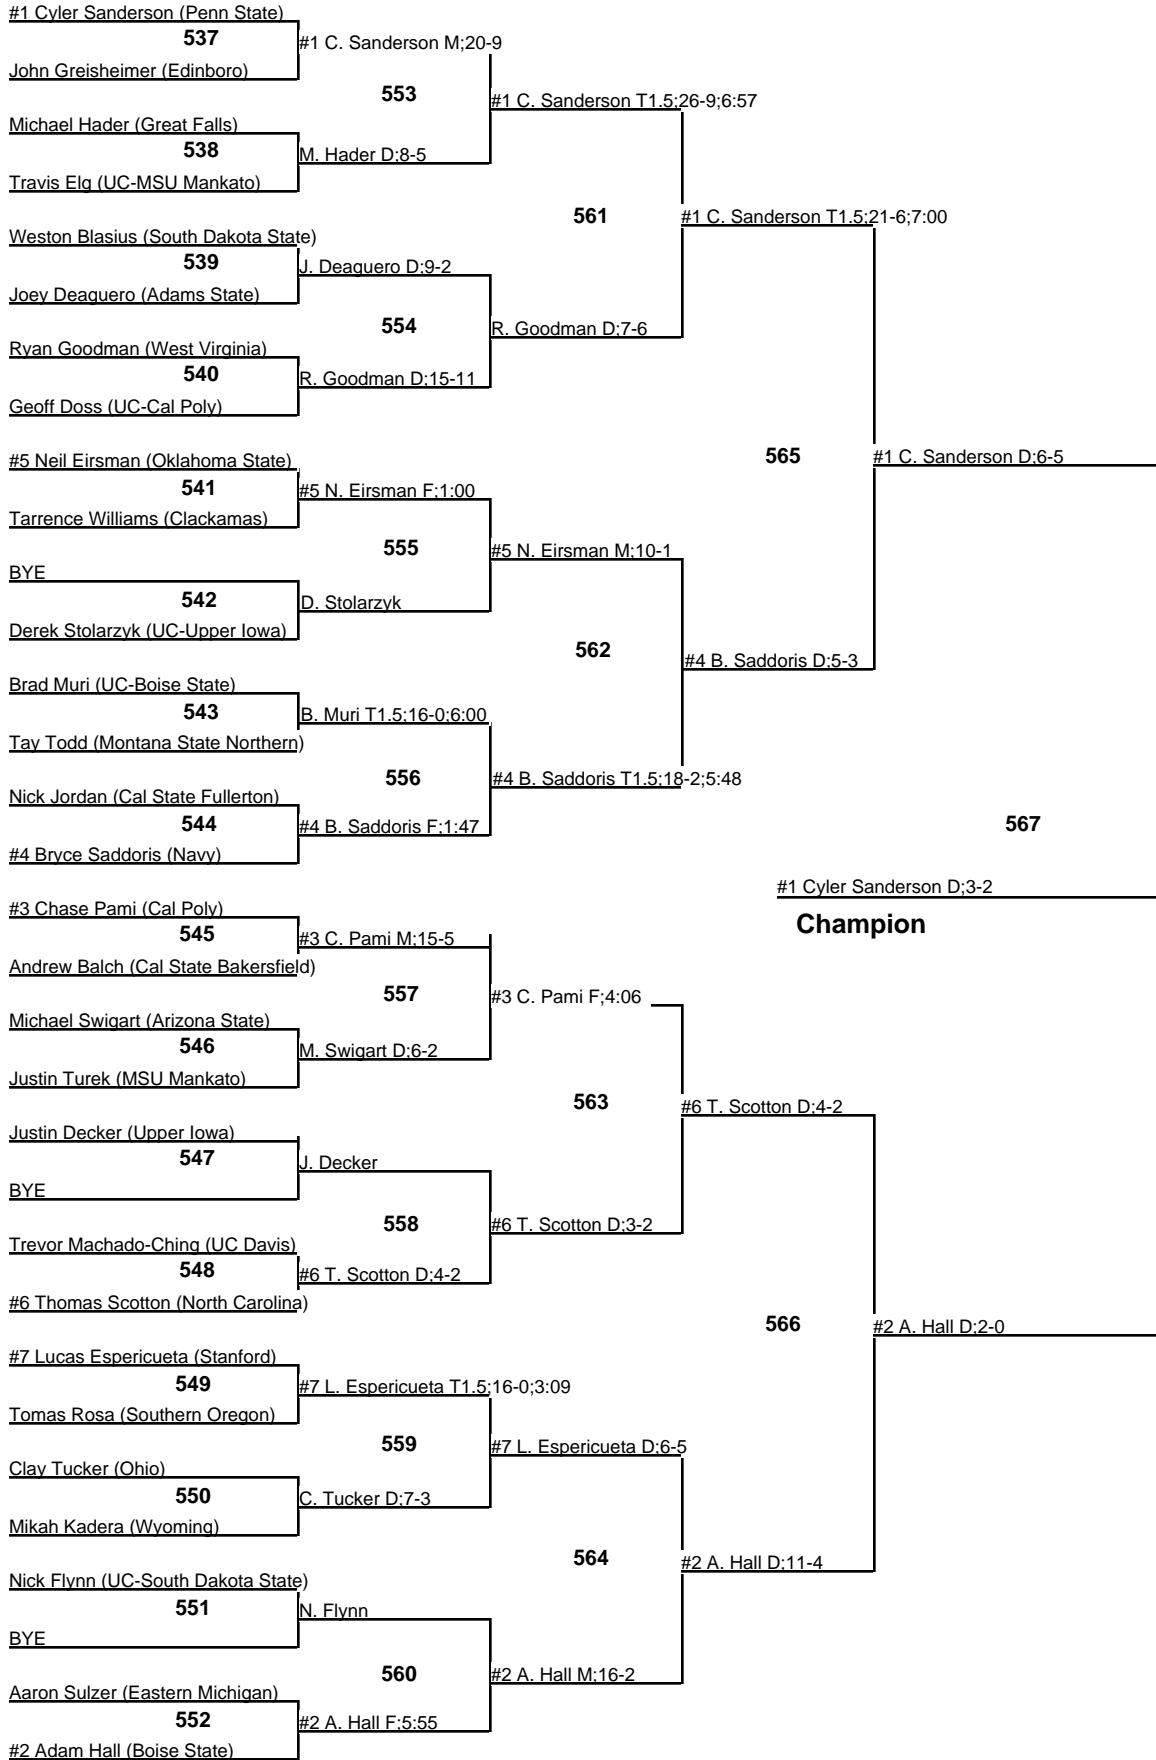 #1 Cyler Sanderson (Penn State)
537
#1 C. Sanderson M;20-9
John Greisheimer (Edinboro)
553
#1 C. Sanderson T1.5;26-9;6:57
Michael Hader (Great Falls)
538
M. Hader D;8-5
Travis Elg (UC-MSU Mankato)
561
#1 C. Sanderson T1.5;21-6;7:00
Weston Blasius (South Dakota State)
539
J. Deaguero D;9-2
Joey Deaguero (Adams State)
554
R. Goodman D;7-6
Ryan Goodman (West Virginia)
540
R. Goodman D;15-11
Geoff Doss (UC-Cal Poly)
565
#1 C. Sanderson D;6-5
#5 Neil Eirsman (Oklahoma State)
541
#5 N. Eirsman F;1:00
Tarrence Williams (Clackamas)
555
#5 N. Eirsman M;10-1
BYE
542
D. Stolarzyk
Derek Stolarzyk (UC-Upper Iowa)
562
#4 B. Saddoris D;5-3
Brad Muri (UC-Boise State)
543
B. Muri T1.5;16-0;6:00
Tay Todd (Montana State Northern)
556
#4 B. Saddoris T1.5;18-2;5:48
Nick Jordan (Cal State Fullerton)
544
#4 B. Saddoris F;1:47
567
#4 Bryce Saddoris (Navy)
#1 Cyler Sanderson D;3-2
Champion
#3 Chase Pami (Cal Poly)
545
#3 C. Pami M;15-5
Andrew Balch (Cal State Bakersfield)
557
#3 C. Pami F;4:06
Michael Swigart (Arizona State)
546
M. Swigart D;6-2
Justin Turek (MSU Mankato)
563
#6 T. Scotton D;4-2
Justin Decker (Upper Iowa)
547
J. Decker
BYE
558
#6 T. Scotton D;3-2
Trevor Machado-Ching (UC Davis)
548
#6 T. Scotton D;4-2
#6 Thomas Scotton (North Carolina)
566
#2 A. Hall D;2-0
#7 Lucas Espericueta (Stanford)
549
#7 L. Espericueta T1.5;16-0;3:09
Tomas Rosa (Southern Oregon)
559
#7 L. Espericueta D;6-5
Clay Tucker (Ohio)
550
C. Tucker D;7-3
Mikah Kadera (Wyoming)
564
#2 A. Hall D;11-4
Nick Flynn (UC-South Dakota State)
551
N. Flynn
BYE
560
#2 A. Hall M;16-2
Aaron Sulzer (Eastern Michigan)
552
#2 A. Hall F;5:55
#2 Adam Hall (Boise State)